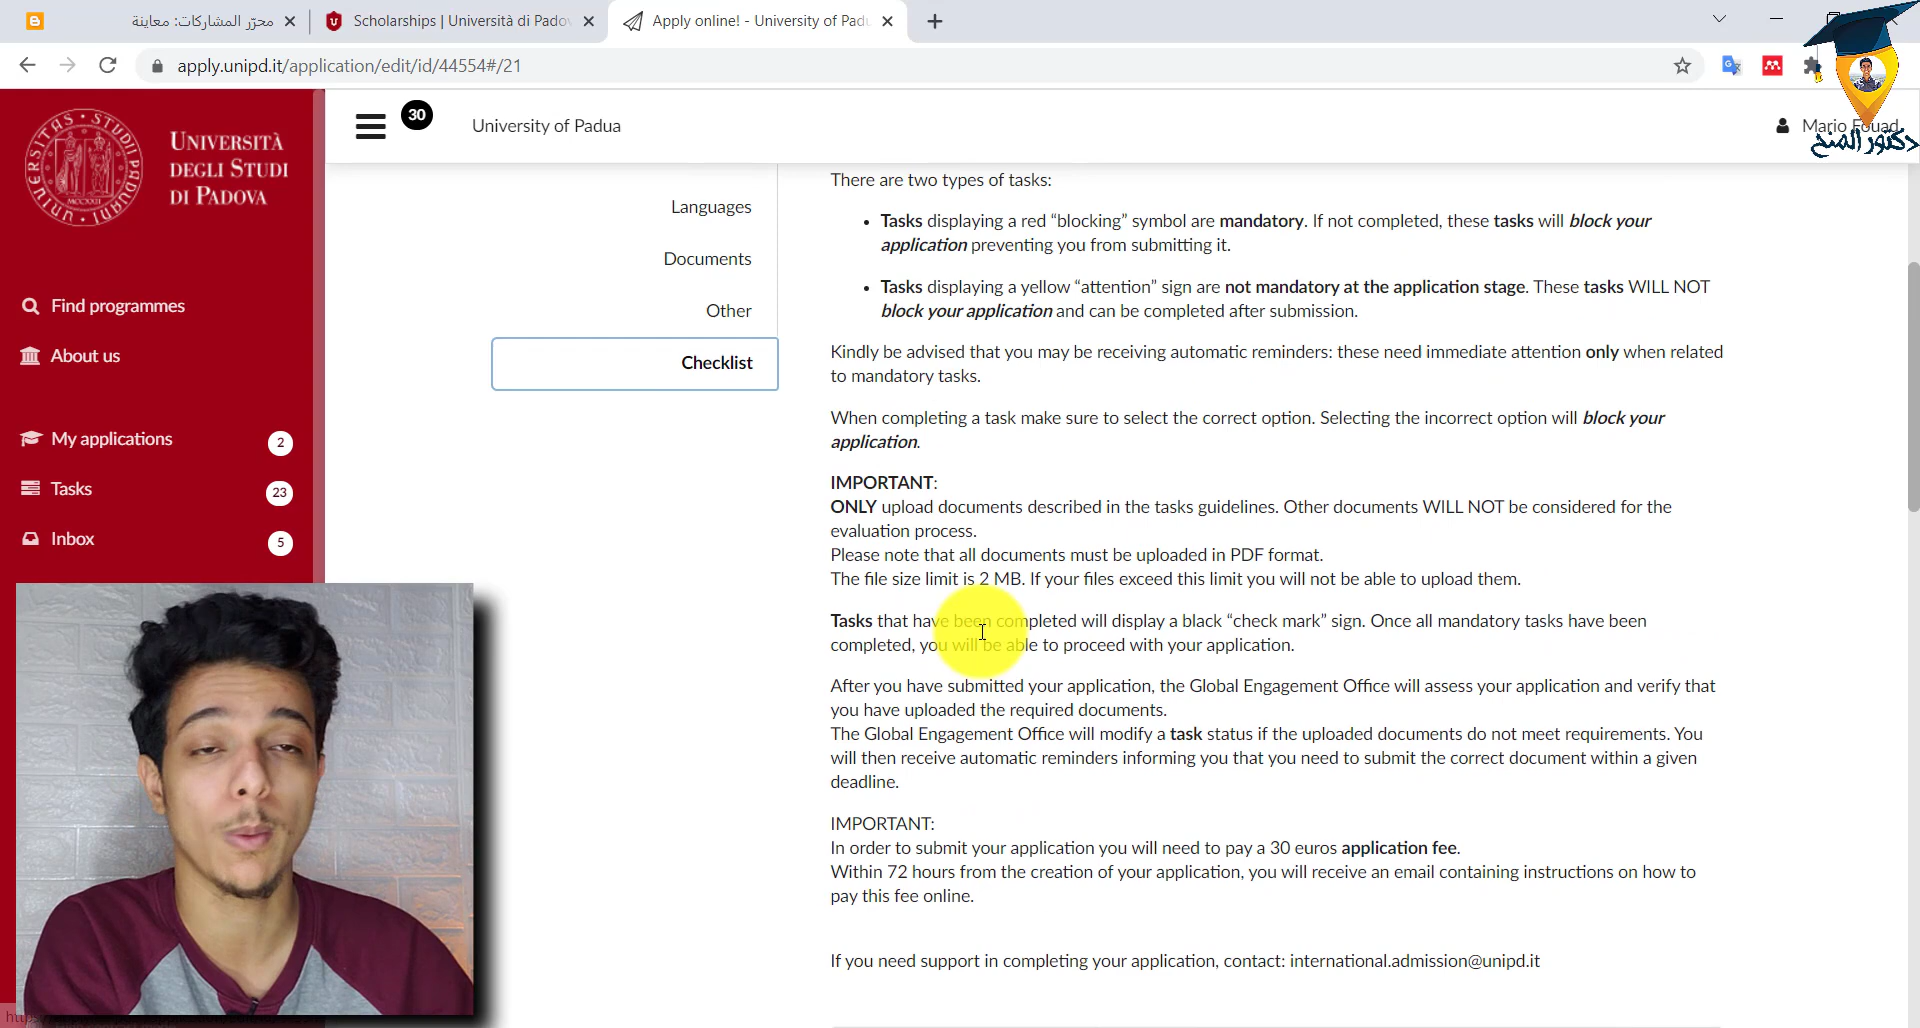 محرّر المشاركات: معاينة
Scholarships | Università di Padov
Apply online! - University of Padu
apply.unipd.it/application/edit/id/44554#/21
UNIVERSITÀ
DEGLI STUDI
DI PADOVA
30
University of Padua
Mario Fouad
دكتور المنح
Find programmes
About us
My applications
2
Tasks
23
Inbox
5
Languages
Documents
Other
Checklist
There are two types of tasks:
• Tasks displaying a red “blocking” symbol are mandatory. If not completed, these tasks will block your
application preventing you from submitting it.
• Tasks displaying a yellow “attention” sign are not mandatory at the application stage. These tasks WILL NOT
block your application and can be completed after submission.
Kindly be advised that you may be receiving automatic reminders: these need immediate attention only when related
to mandatory tasks.
When completing a task make sure to select the correct option. Selecting the incorrect option will block your
application.
IMPORTANT:
ONLY upload documents described in the tasks guidelines. Other documents WILL NOT be considered for the
evaluation process.
Please note that all documents must be uploaded in PDF format.
The file size limit is 2 MB. If your files exceed this limit you will not be able to upload them.
Tasks that have been completed will display a black “check mark” sign. Once all mandatory tasks have been
completed, you will be able to proceed with your application.
After you have submitted your application, the Global Engagement Office will assess your application and verify that
you have uploaded the required documents.
The Global Engagement Office will modify a task status if the uploaded documents do not meet requirements. You
will then receive automatic reminders informing you that you need to submit the correct document within a given
deadline.
IMPORTANT:
In order to submit your application you will need to pay a 30 euros application fee.
Within 72 hours from the creation of your application, you will receive an email containing instructions on how to
pay this fee online.
If you need support in completing your application, contact: international.admission@unipd.it